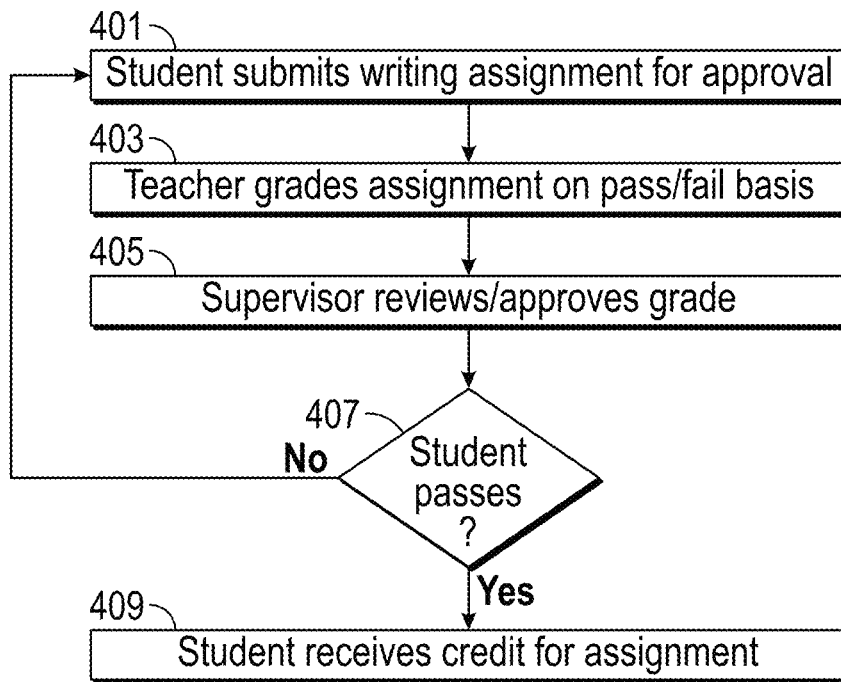 401
Student submits writing assignment for approval
403
Teacher grades assignment on pass/fail basis
405
Supervisor reviews/approves grade
407
No
Student
passes
?
Yes
409
Student receives credit for assignment